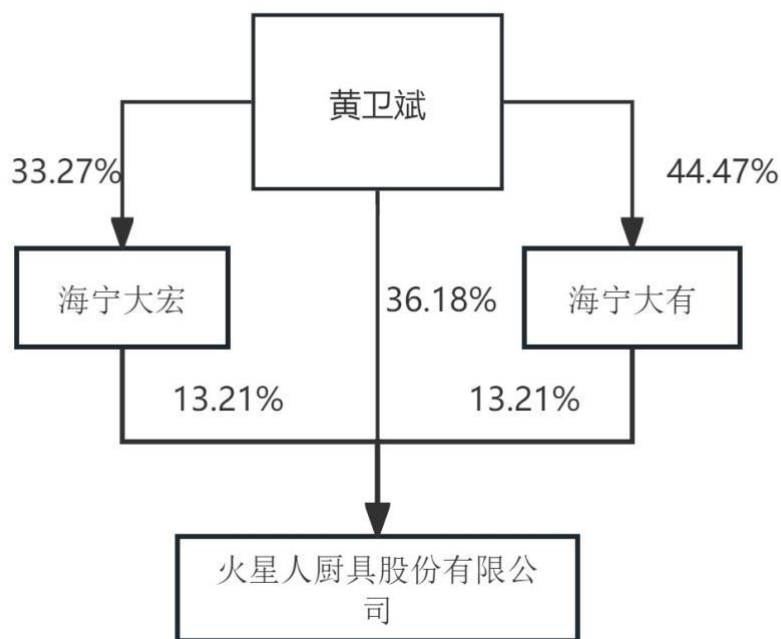 黄卫斌
33.27%
44.47%
海宁大宏
36.18%
海宁大有
13.21%
13.21%
火星人厨具股份有限公
司